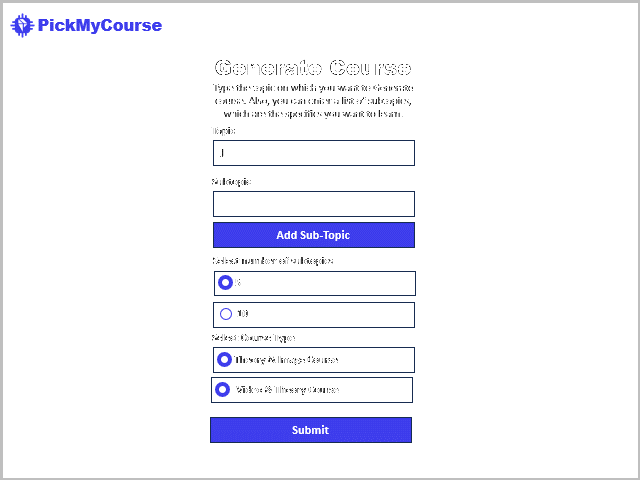 PickMyCourse
Generate Course
Type the topic on which you want to Generate
course. Also, you can enter a list of subtopics,
which are the specifics you want to learn.
Topic
Sub Topic
Add Sub-Topic
Select Number of Subtopics
5
10
Select Course Type
Theory & Image Course
Video & Theory Course
Submit